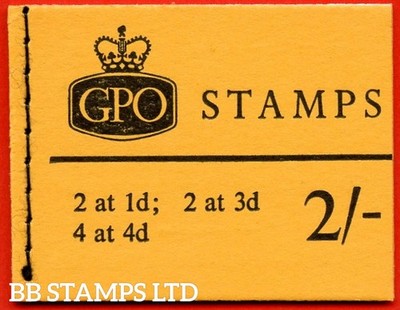 GPO STAMPS
2 at 1d; 2 at 3d
4 at 4d
2/-
BB STAMPS LTD